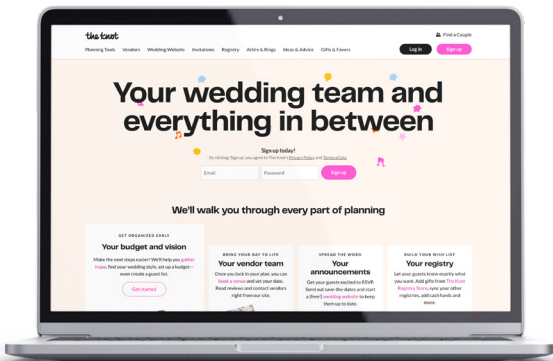 the knot
Find a Couple
Planning Tools Vendors Wedding Website Invitations Registry Attire & Rings Ideas & Advice Gifts & Favors
Log in
Sign up
Your wedding team and
everything in between
Sign up today!
By clicking 'Sign up', you agree to The Knot's Privacy Policy and Terms of Use
Email
Password
Sign up
We'll walk you through every part of planning
GET ORGANIZED EARLY
Your budget and vision
Make the next steps easier! We'll help you gather
inspo, find your wedding style, set up a budget—
even create a guest list.
Get started
BRING YOUR DAY TO LIFE
Your vendor team
Once you lock in your plan, you can
book a venue and set your date.
Read reviews and contact vendors
right from our site.
SPREAD THE WORD
Your
announcements
Get your guests excited to RSVP.
Send out save-the-dates and start
a (free!) wedding website to keep
them up to date.
BUILD YOUR WISH LIST
Your registry
Let your guests know exactly what
you want. Add gifts from The Knot
Registry Store, sync your other
registries, add cash funds and
more.